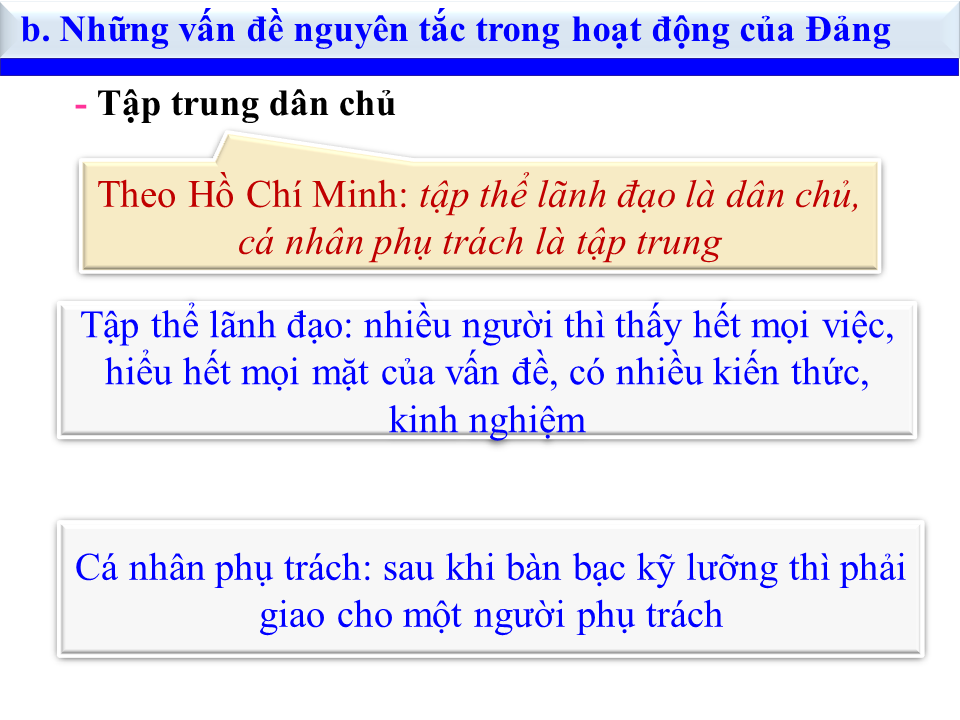 b. Những vấn đề nguyên tắc trong hoạt động của Đảng
- Tập trung dân chủ
Theo Hồ Chí Minh: tập thể lãnh đạo là dân chủ,
cá nhân phụ trách là tập trung
Tập thể lãnh đạo: nhiều người thì thấy hết mọi việc,
hiểu hết mọi mặt của vấn đề, có nhiều kiến thức,
kinh nghiệm
Cá nhân phụ trách: sau khi bàn bạc kỹ lưỡng thì phải
giao cho một người phụ trách